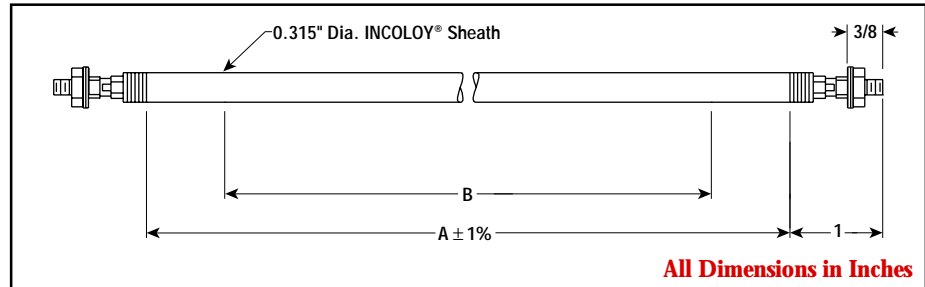 0.315" Dia. INCOLOY® Sheath
3/8
B
A ± 1%
1
All Dimensions in Inches